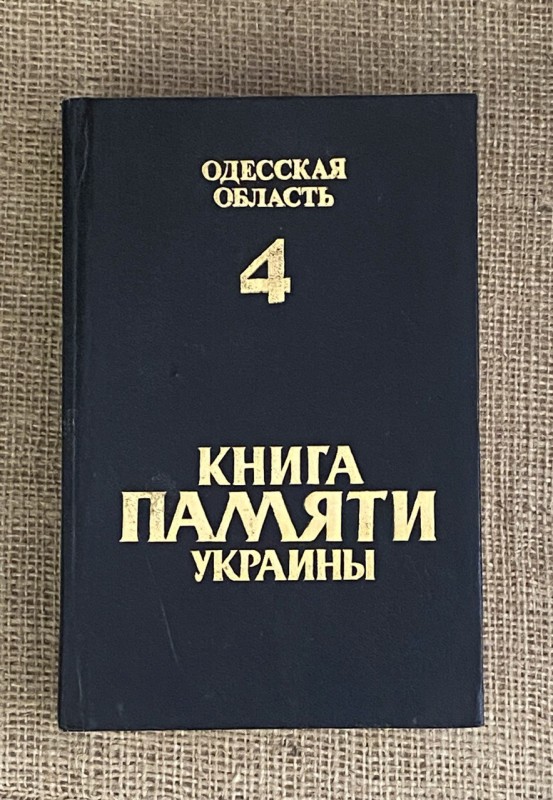 ОДЕССКАЯ
ОБЛАСТЬ
4
КНИГА
ПАМЯТИ
УКРАИНЫ